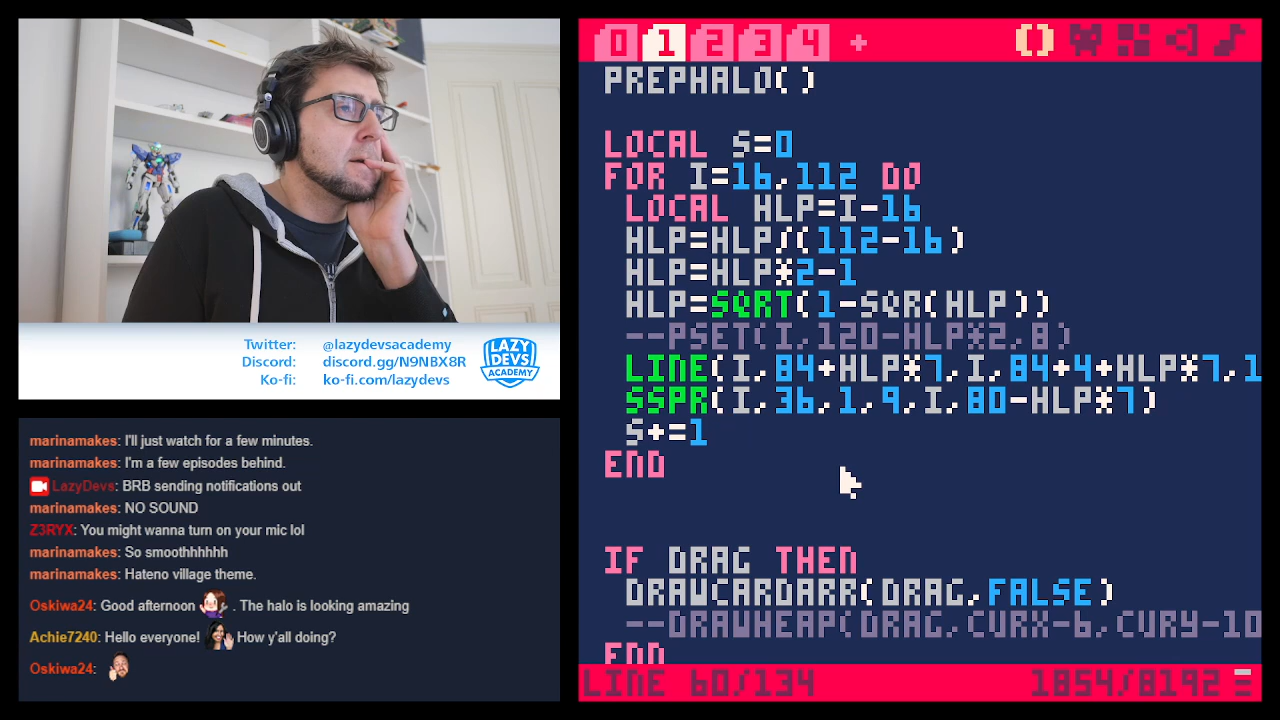 Twitter: @lazydevsacademy
Discord: discord.gg/N9NBX8R
Ko-fi: ko-fi.com/lazydevs
LAZY DEVS ACADEMY
marinamakes: I'll just watch for a few minutes.
marinamakes: I'm a few episodes behind.
LazyDevs: BRB sending notifications out
marinamakes: NO SOUND
Z3RYX: You might wanna turn on your mic lol
marinamakes: So smoothhhhhh
marinamakes: Hateno village theme.
Oskiwa24: Good afternoon . The halo is looking amazing
Achie7240: Hello everyone! How y'all doing?
Oskiwa24:
0 1 2 3 4 +
PREPHALO()
LOCAL S=0
FOR I=16,112 DO
LOCAL HLP=I-16
HLP=HLP/(112-16)
HLP=HLP*2-1
HLP=SQRT(1-SQR(HLP))
--PSET(I,120-HLP*2,8)
LINE(I,84+HLP*7,I,84+4+HLP*7,1
SSPR(I,36,1,9,I,80-HLP*7)
S+=1
END
IF DRAG THEN
DRAWCARDARR(DRAG,FALSE)
--DRAWHEAP(DRAG,CURX-6,CURY-10
END
LINE 60/134 1854/8192